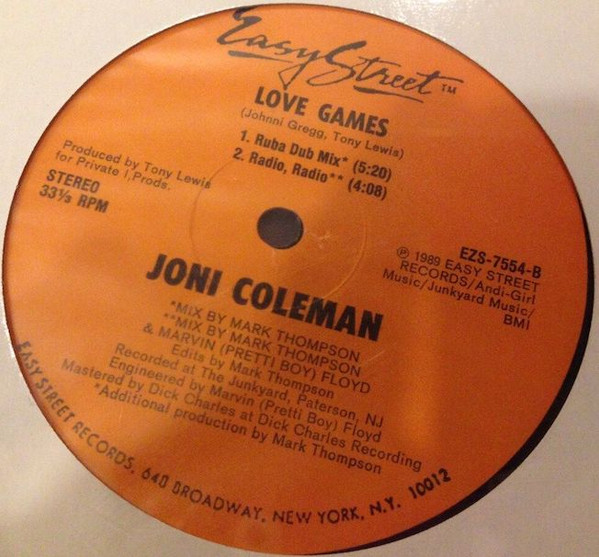 Easy Street™
LOVE GAMES
(Johnni Gregg, Tony Lewis)
1. Ruba Dub Mix* (5:20)
2. Radio, Radio** (4:08)
Produced by Tony Lewis
for Private I, Prods.
STEREO
33⅓ RPM
EZS-7554-B
℗ 1989 EASY STREET
RECORDS/Andi-Girl
Music/Junkyard Music/
BMI
JONI COLEMAN
*MIX BY MARK THOMPSON
**MIX BY MARK THOMPSON
& MARVIN (PRETTI BOY) FLOYD
Edits by Mark Thompson
Recorded at The Junkyard, Paterson, NJ
Engineered by Marvin (Pretti Boy) Floyd
Mastered by Dick Charles at Dick Charles Recording
*Additional production by Mark Thompson
EASY STREET RECORDS, 640 BROADWAY, NEW YORK, N.Y. 10012